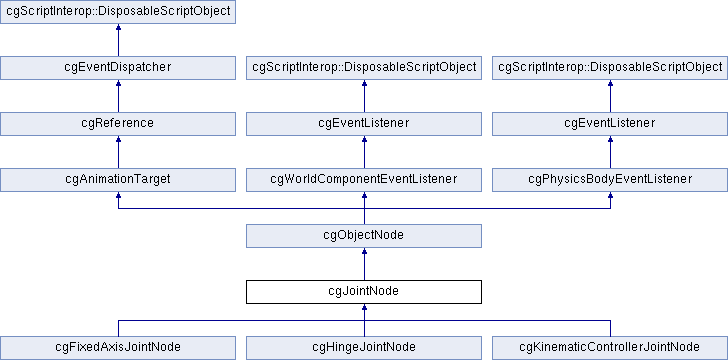 cgScriptInterop::DisposableScriptObject
cgEventDispatcher cgScriptInterop::DisposableScriptObject cgScriptInterop::DisposableScriptObject
cgReference cgEventListener cgEventListener
cgAnimationTarget cgWorldComponentEventListener cgPhysicsBodyEventListener
cgObjectNode
cgJointNode
cgFixedAxisJointNode cgHingeJointNode cgKinematicControllerJointNode